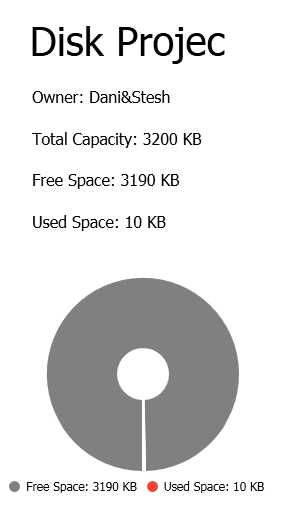 Disk Projec
Owner: Dani&Stesh
Total Capacity: 3200 KB
Free Space: 3190 KB
Used Space: 10 KB
Free Space: 3190 KB Used Space: 10 KB